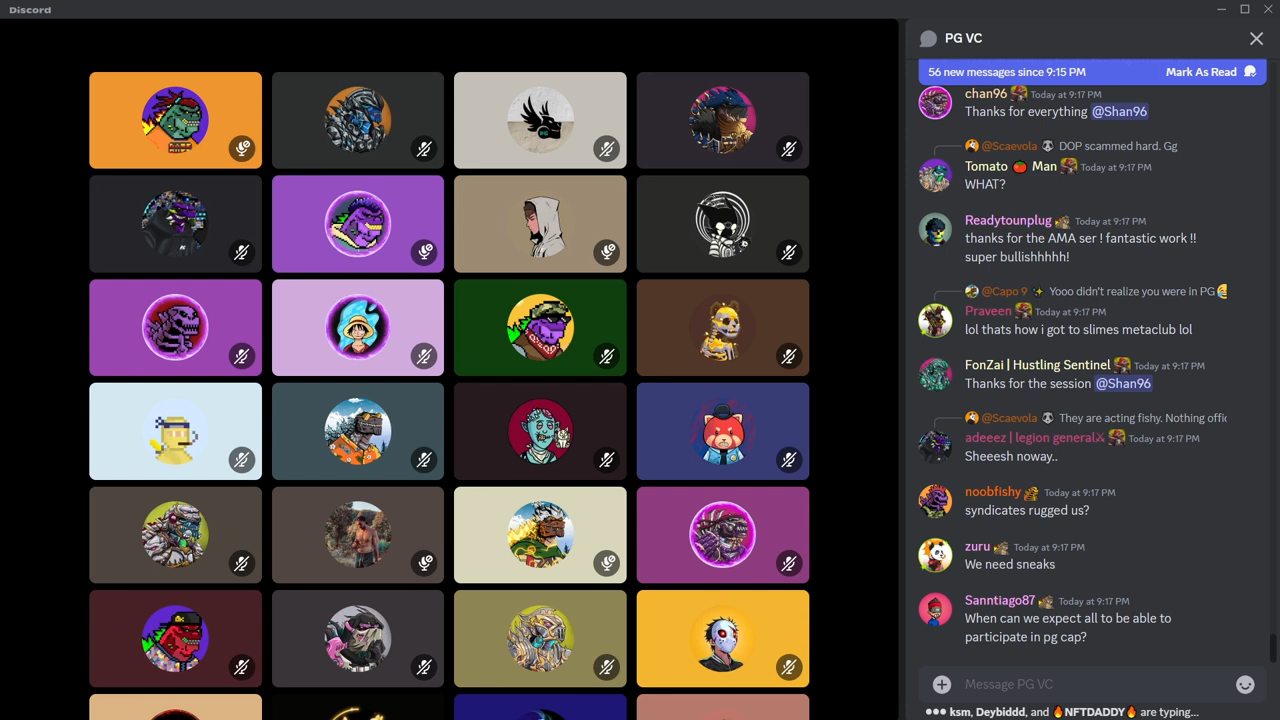 Discord
PG VC
56 new messages since 9:15 PM Mark As Read
chan96 Today at 9:17 PM
Thanks for everything @Shan96
@Scaevola DOP scammed hard. Gg
Tomato 🍅 Man Today at 9:17 PM
WHAT?
Readytounplug Today at 9:17 PM
thanks for the AMA ser ! fantastic work !!
super bullishhhhh!
@Capo 9 ✨ Yooo didn't realize you were in PG
Praveen Today at 9:17 PM
lol thats how i got to slimes metaclub lol
FonZai | Hustling Sentinel Today at 9:17 PM
Thanks for the session @Shan96
@Scaevola They are acting fishy. Nothing offic
adeeez | legion general⚔ Today at 9:17 PM
Sheeesh noway..
noobfishy Today at 9:17 PM
syndicates rugged us?
zuru Today at 9:17 PM
We need sneaks
Sanntiago87 Today at 9:17 PM
When can we expect all to be able to
participate in pg cap?
Message PG VC
ksm, Deybiddd, and 🔥NFTDADDY🔥 are typing...